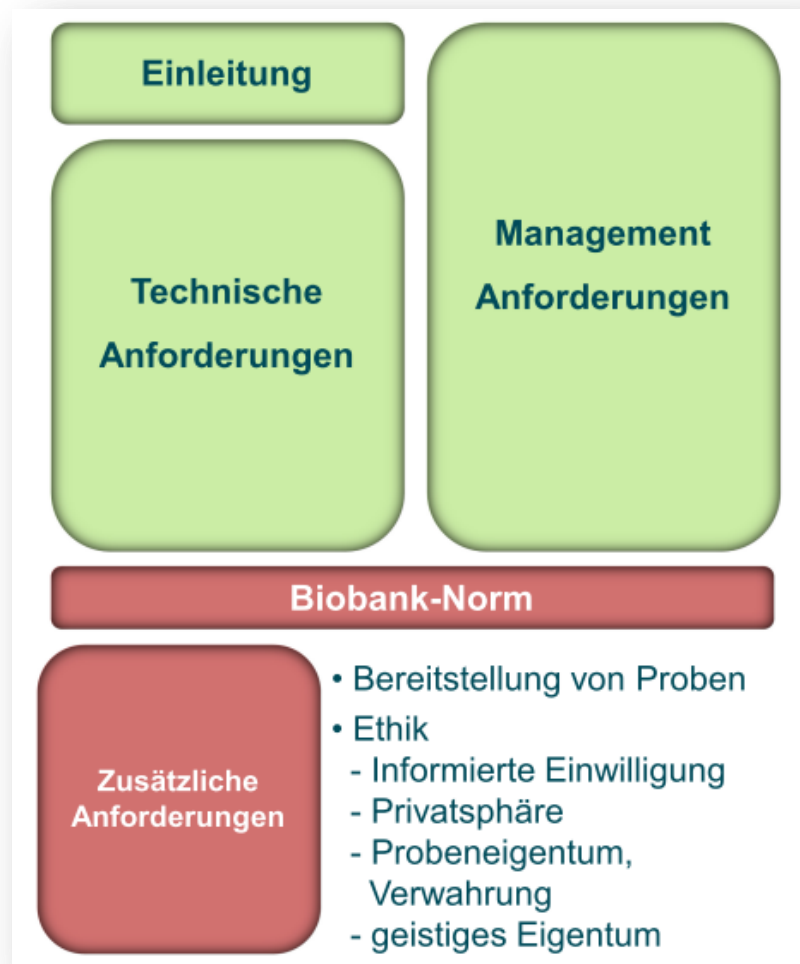 Einleitung
Technische
Anforderungen
Management
Anforderungen
Biobank-Norm
Zusätzliche
Anforderungen
• Bereitstellung von Proben
• Ethik
- Informierte Einwilligung
- Privatsphäre
- Probeneigentum,
Verwahrung
- geistiges Eigentum